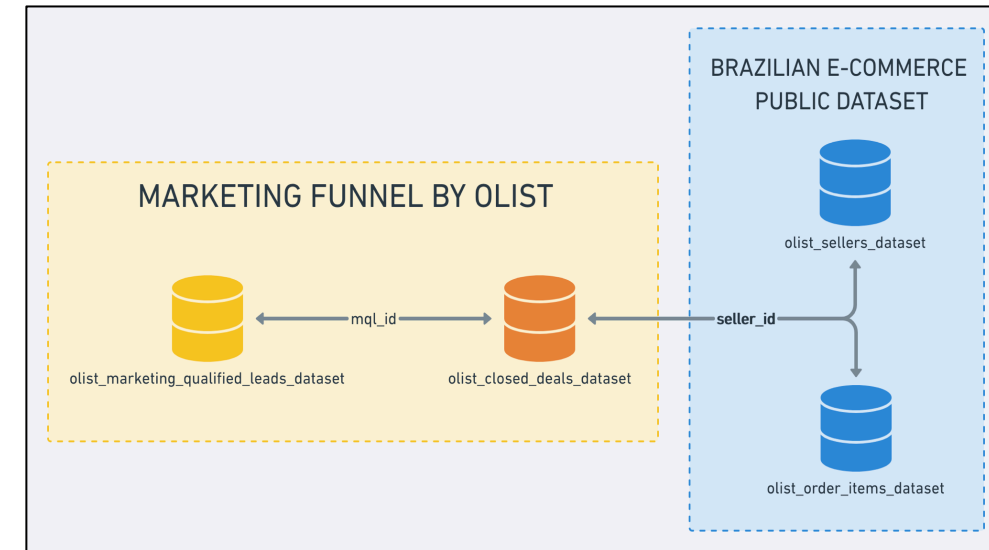 BRAZILIAN E-COMMERCE
PUBLIC DATASET
MARKETING FUNNEL BY OLIST
olist_sellers_dataset
mql_id
seller_id
olist_marketing_qualified_leads_dataset
olist_closed_deals_dataset
olist_order_items_dataset